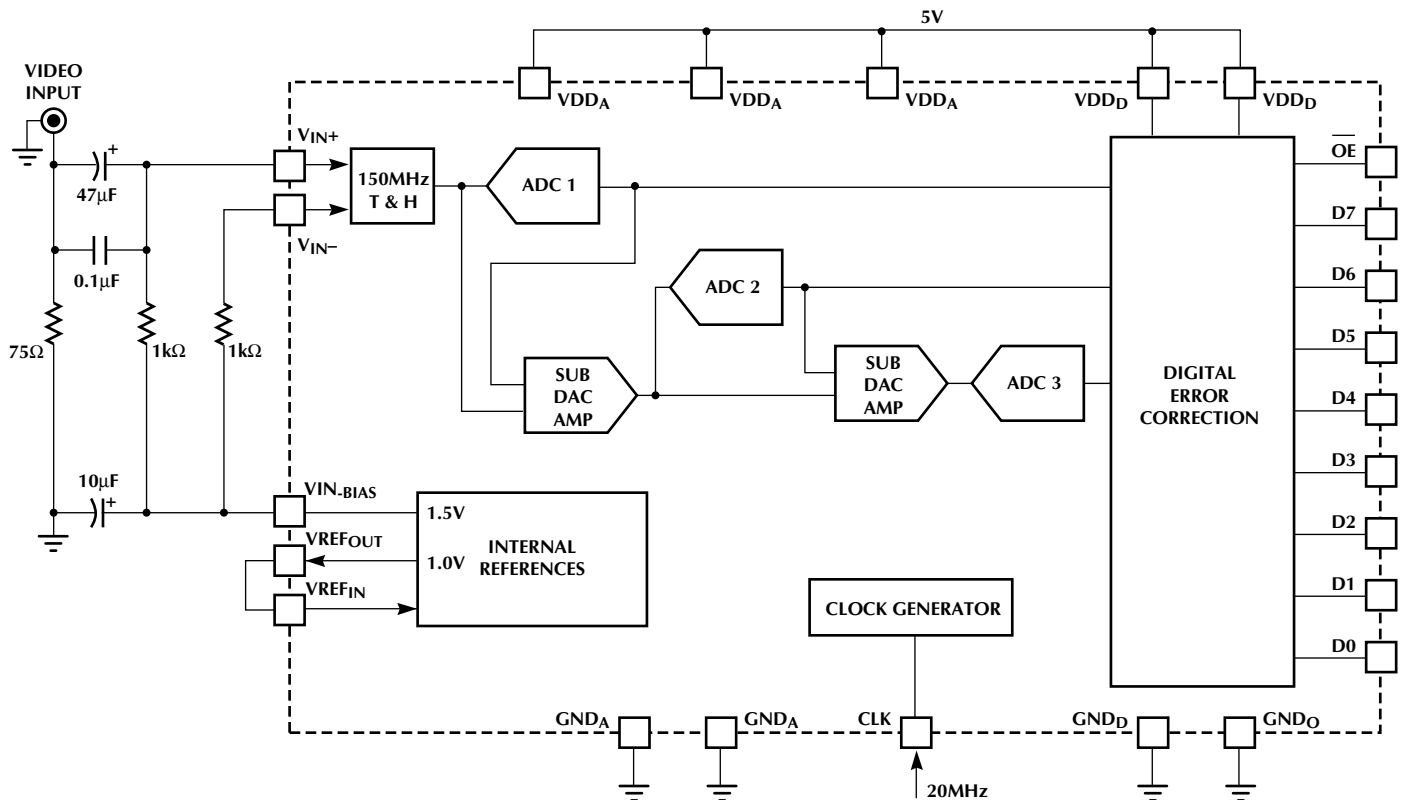 5V
VIDEO
INPUT
VDDA
VDDA
VDDA
VDDD
VDDD
VIN+
+
47µF
150MHz
T & H
ADC 1
OE
D7
VIN–
0.1µF
ADC 2
D6
75Ω
1kΩ
1kΩ
D5
SUB
DAC
AMP
SUB
DAC
AMP
ADC 3
DIGITAL
ERROR
CORRECTION
D4
D3
10µF
+
VIN-BIAS
1.5V
VREFOUT
1.0V
INTERNAL
REFERENCES
D2
VREFIN
CLOCK GENERATOR
D1
D0
GNDA
GNDA
CLK
GNDD
GNDO
20MHz